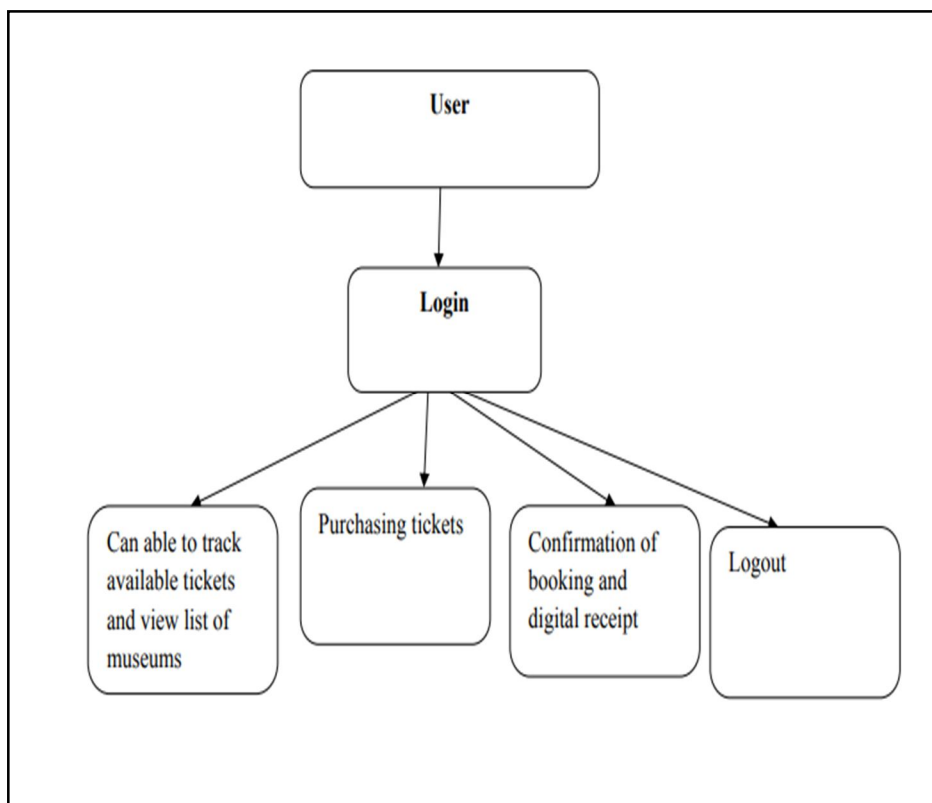 User
Login
Can able to track
available tickets
and view list of
museums
Purchasing tickets
Confirmation of
booking and
digital receipt
Logout